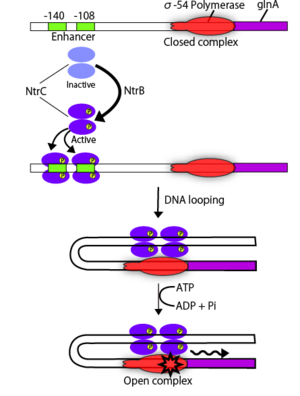 σ -54 Polymerase
glnA
-140
-108
Enhancer
Closed complex
NtrC
Inactive
NtrB
P
P
Active
P
P
P
P
DNA looping
P
P
P
P
ATP
ADP + Pi
P
P
P
P
Open complex